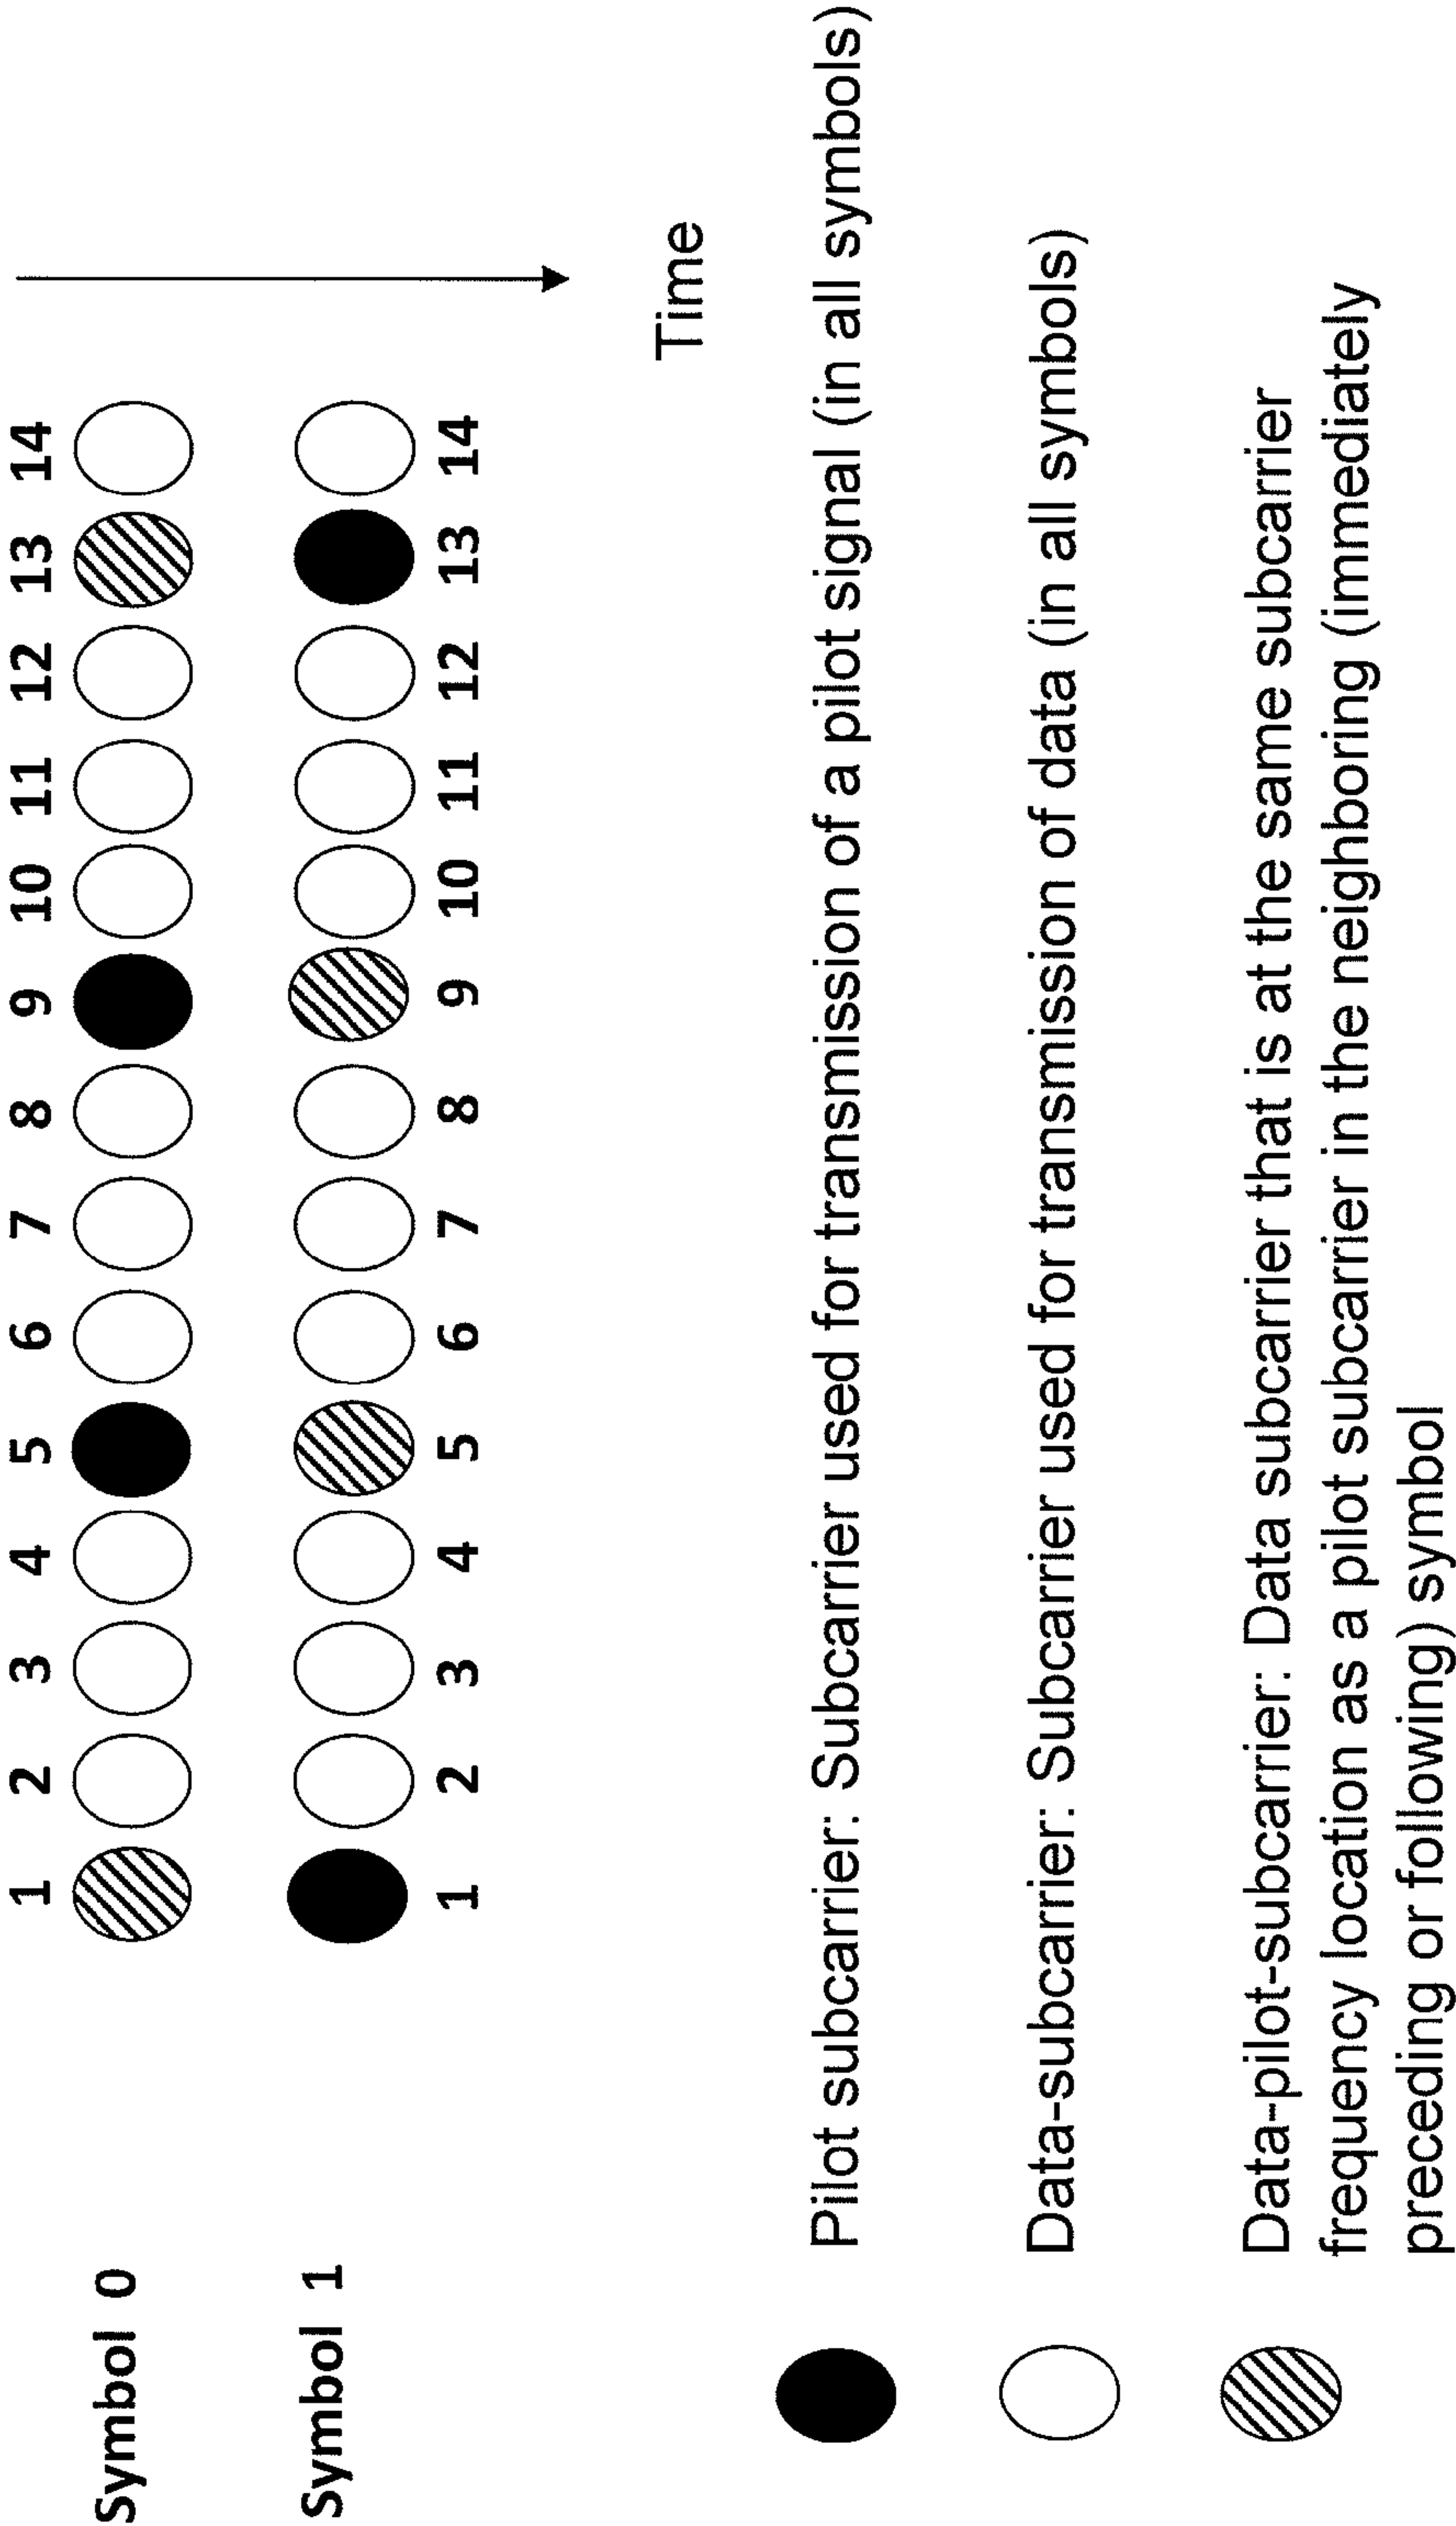 1 2 3 4 5 6 7 8 9 10 11 12 13 14
Symbol 0
Symbol 1
1 2 3 4 5 6 7 8 9 10 11 12 13 14
Time
Pilot subcarrier: Subcarrier used for transmission of a pilot signal (in all symbols)
Data-subcarrier: Subcarrier used for transmission of data (in all symbols)
Data-pilot-subcarrier: Data subcarrier that is at the same subcarrier
frequency location as a pilot subcarrier in the neighboring (immediately
preceding or following) symbol